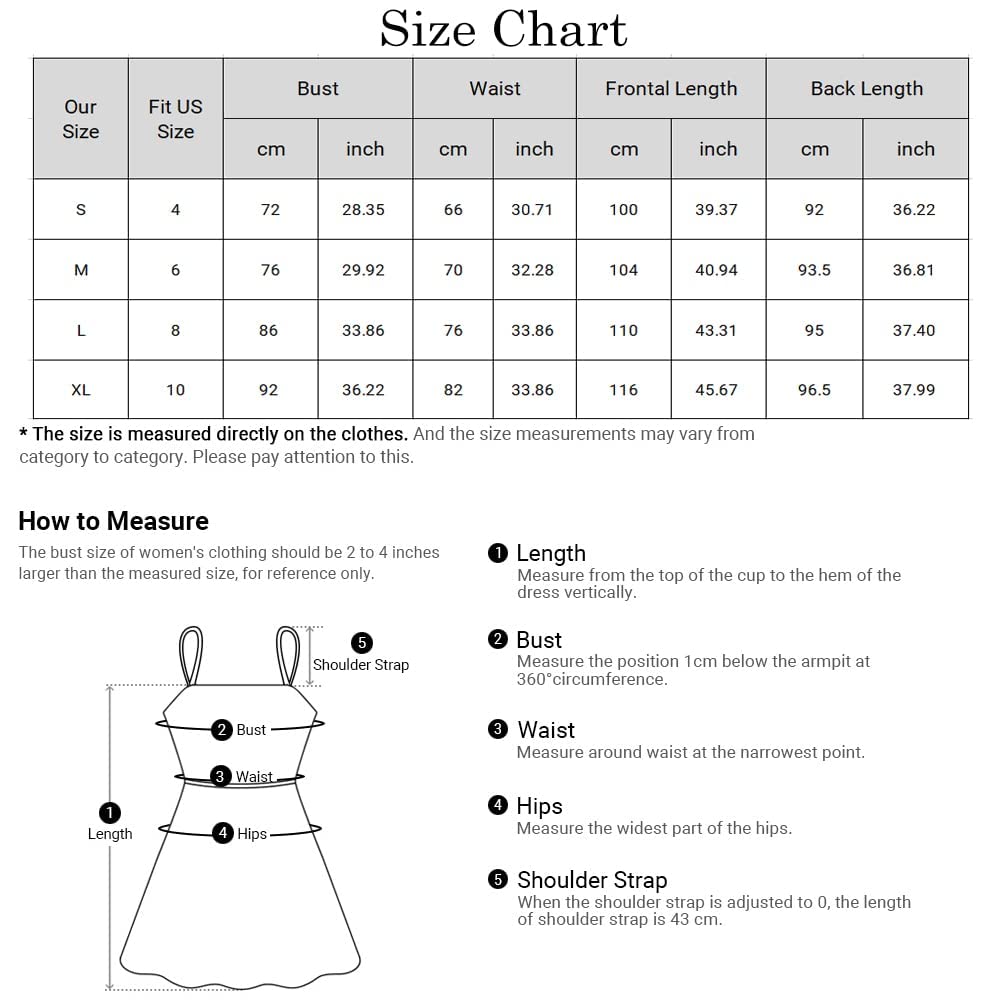 Size Chart
Our Size Fit US Size Bust Waist Frontal Length Back Length
cm inch cm inch cm inch cm inch
S 4 72 28.35 66 30.71 100 39.37 92 36.22
M 6 76 29.92 70 32.28 104 40.94 93.5 36.81
L 8 86 33.86 76 33.86 110 43.31 95 37.40
XL 10 92 36.22 82 33.86 116 45.67 96.5 37.99
* The size is measured directly on the clothes. And the size measurements may vary from
category to category. Please pay attention to this.
How to Measure
The bust size of women's clothing should be 2 to 4 inches
larger than the measured size, for reference only.
5
Shoulder Strap
2 Bust
3 Waist
1
Length
4 Hips
1 Length
Measure from the top of the cup to the hem of the
dress vertically.
2 Bust
Measure the position 1cm below the armpit at
360°circumference.
3 Waist
Measure around waist at the narrowest point.
4 Hips
Measure the widest part of the hips.
5 Shoulder Strap
When the shoulder strap is adjusted to 0, the length
of shoulder strap is 43 cm.